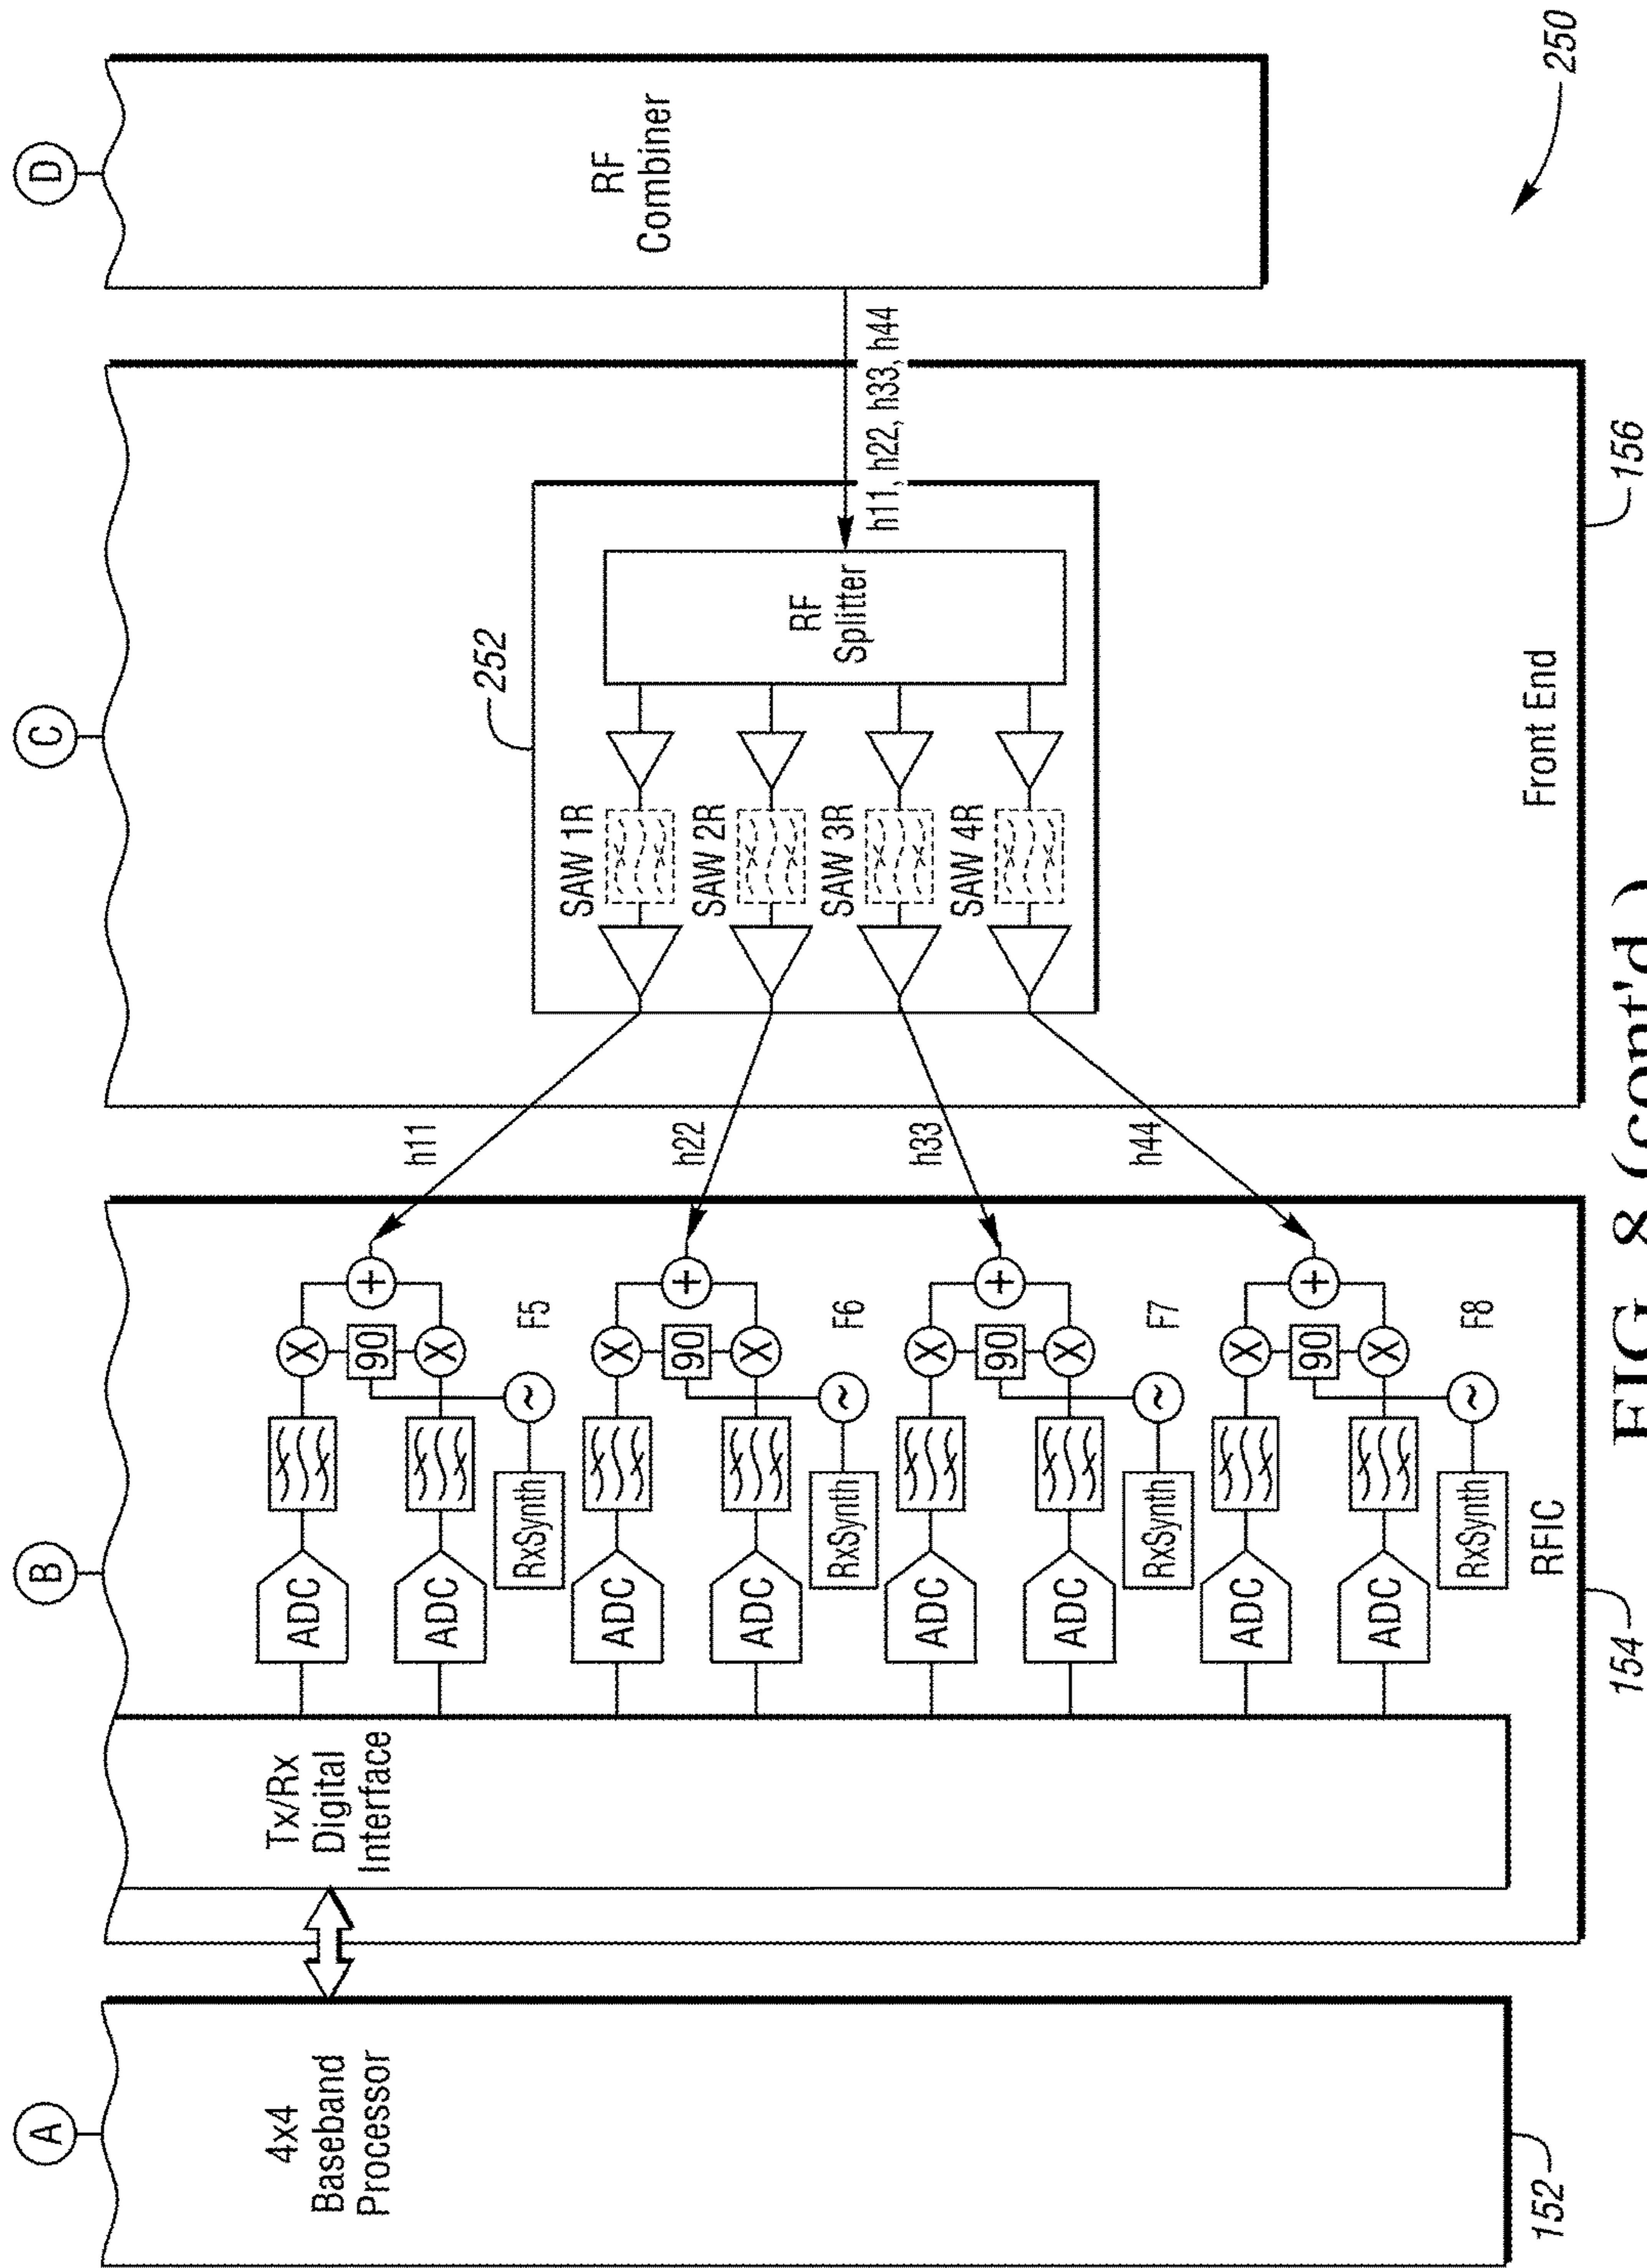 A
4x4
Baseband
Processor
152
B
Tx/Rx
Digital
Interface
ADC
ADC
ADC
ADC
ADC
ADC
ADC
ADC
RxSynth
RxSynth
RxSynth
RxSynth
X
90
X
+
F5
X
90
X
+
F6
X
90
X
+
F7
X
90
X
+
F8
~
~
~
~
RFIC
154
h11
h22
h33
h44
C
252
SAW 1R
SAW 2R
SAW 3R
SAW 4R
RF
Splitter
h11, h22, h33, h44
Front End
156
D
RF
Combiner
250
FIG. 8 (cont'd.)